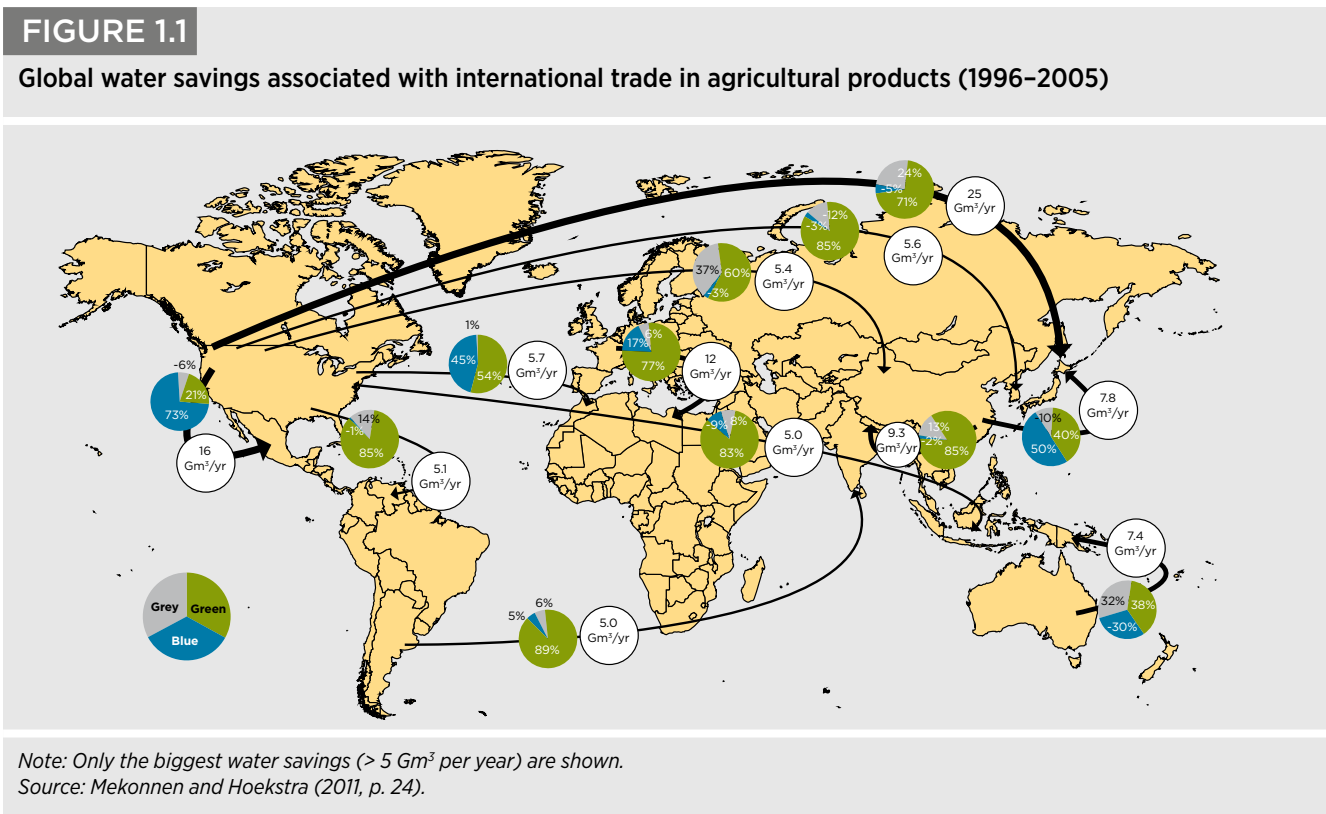 FIGURE 1.1
Global water savings associated with international trade in agricultural products (1996–2005)
24%
-5%
71%
25
Gm³/yr
-12%
-3%
85%
5.6
Gm³/yr
37%
60%
-3%
5.4
Gm³/yr
1%
45%
54%
5.7
Gm³/yr
6%
17%
77%
12
Gm³/yr
-6%
21%
73%
16
Gm³/yr
14%
-1%
85%
5.1
Gm³/yr
8%
-9%
83%
5.0
Gm³/yr
9.3
Gm³/yr
13%
-2%
85%
-10%
40%
50%
7.8
Gm³/yr
7.4
Gm³/yr
32%
38%
-30%
6%
5%
89%
5.0
Gm³/yr
Grey
Green
Blue
Note: Only the biggest water savings (> 5 Gm³ per year) are shown.
Source: Mekonnen and Hoekstra (2011, p. 24).